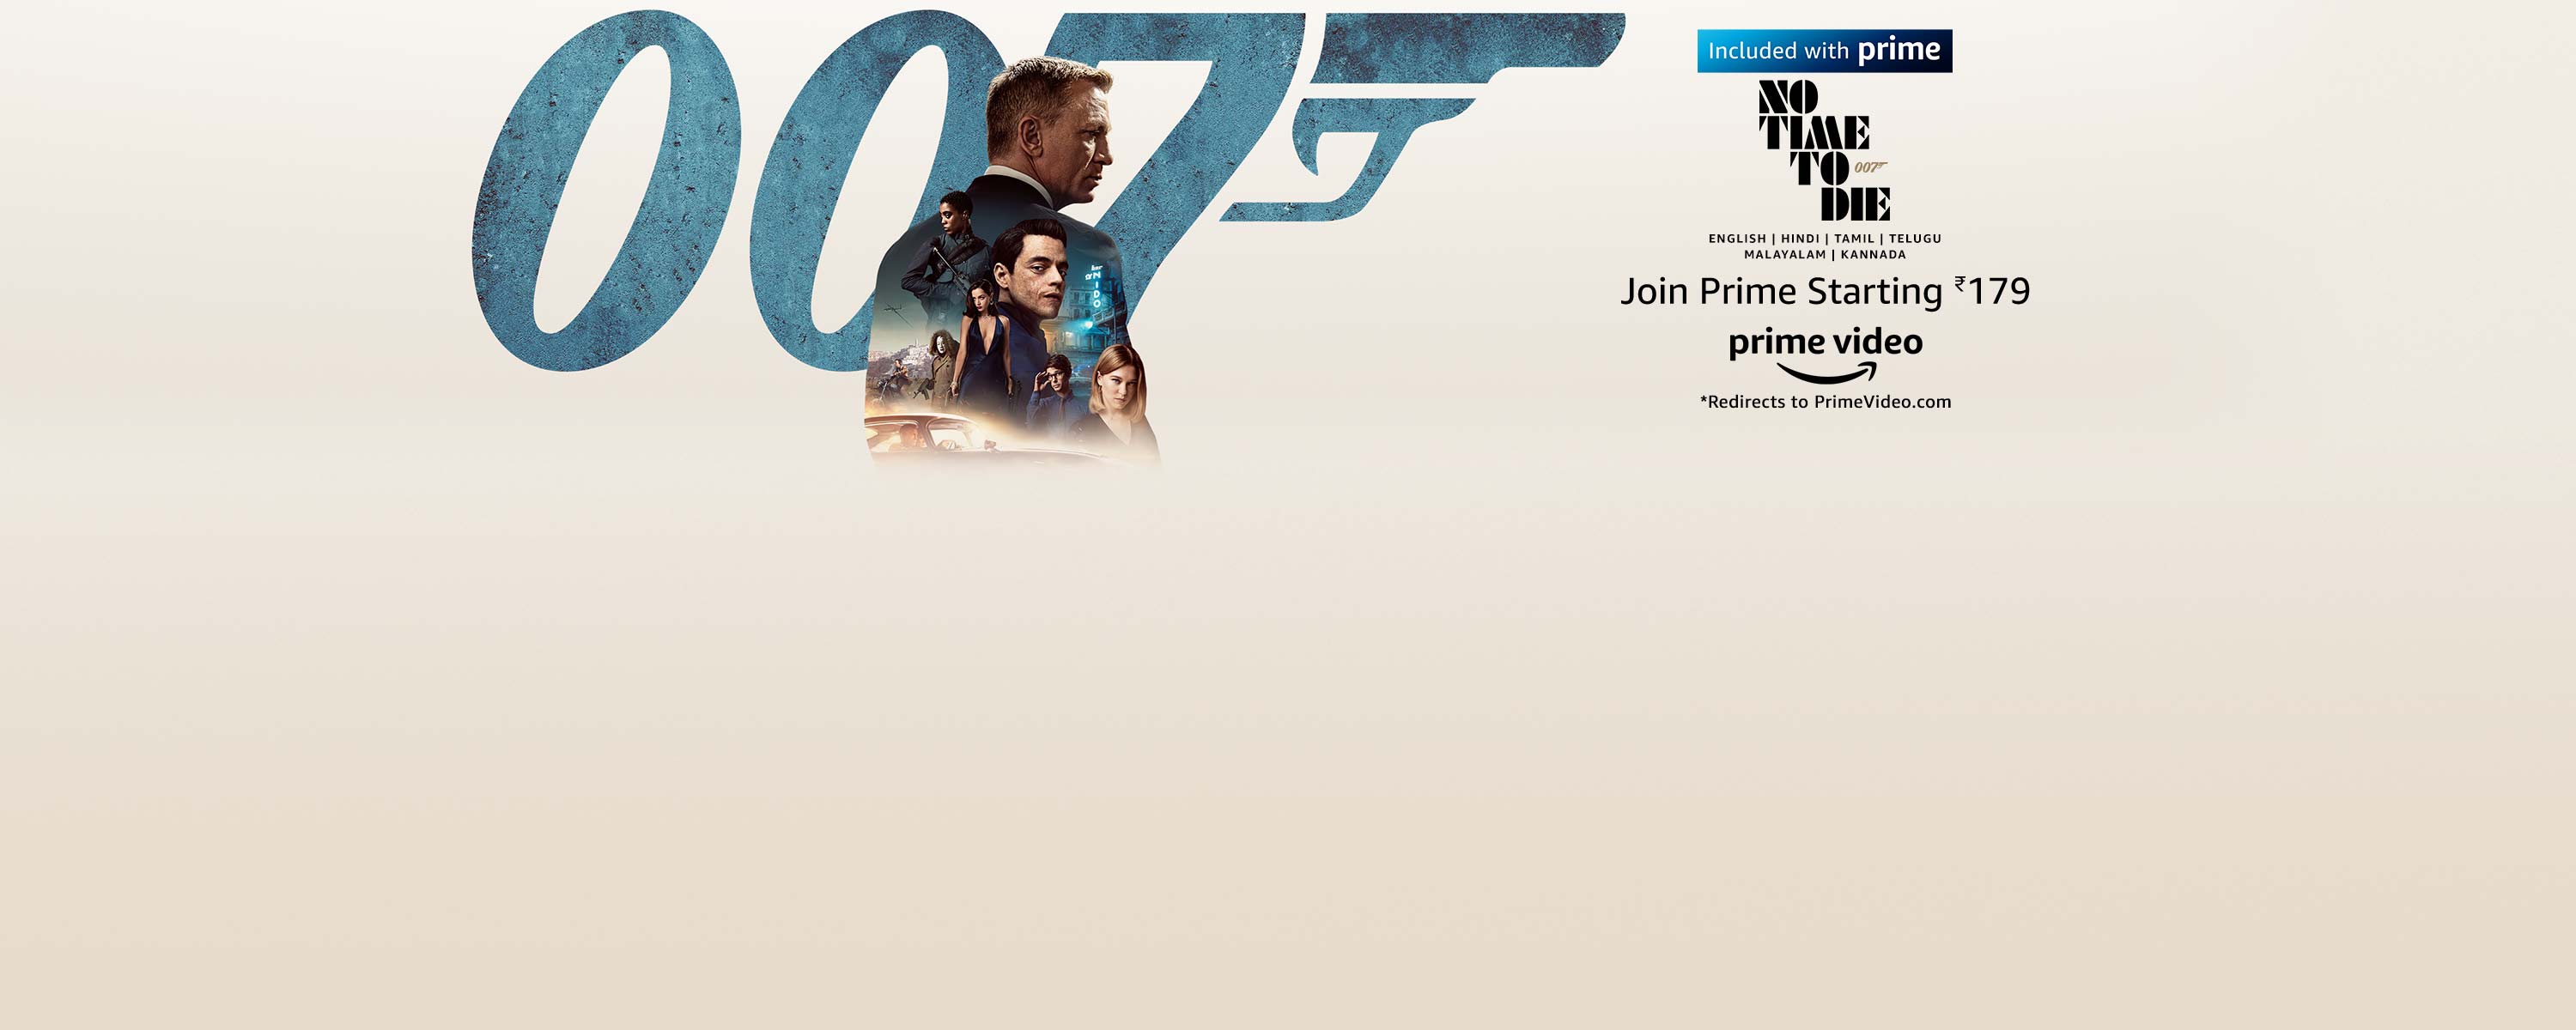 007
Included with prime
NO
TIME
TO 007
DIE
ENGLISH | HINDI | TAMIL | TELUGU
MALAYALAM | KANNADA
Join Prime Starting ₹179
prime video
*Redirects to PrimeVideo.com